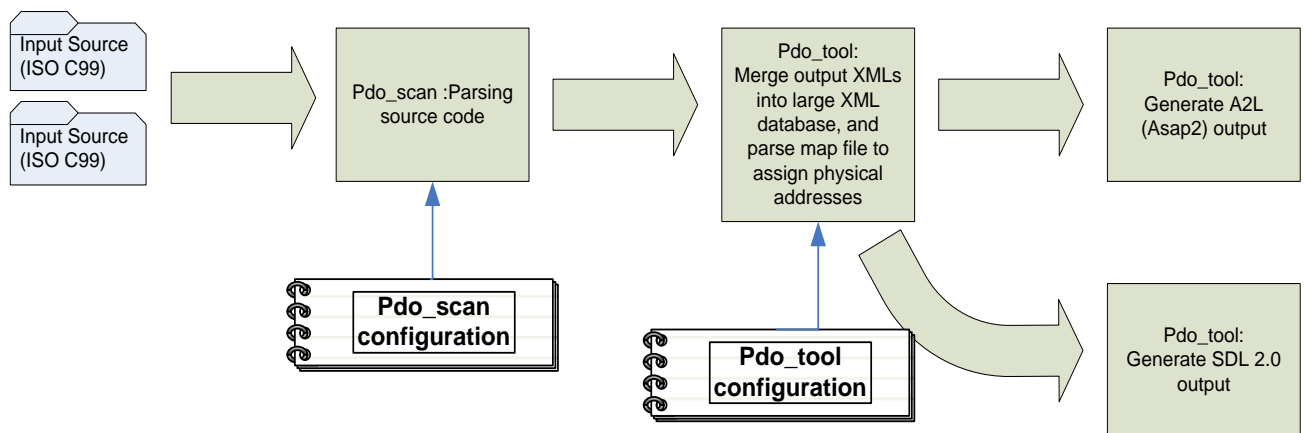 Input Source
(ISO C99)
Input Source
(ISO C99)
Pdo_scan :Parsing
source code
Pdo_scan
configuration
Pdo_tool:
Merge output XMLs
into large XML
database, and
parse map file to
assign physical
addresses
Pdo_tool
configuration
Pdo_tool:
Generate A2L
(Asap2) output
Pdo_tool:
Generate SDL 2.0
output